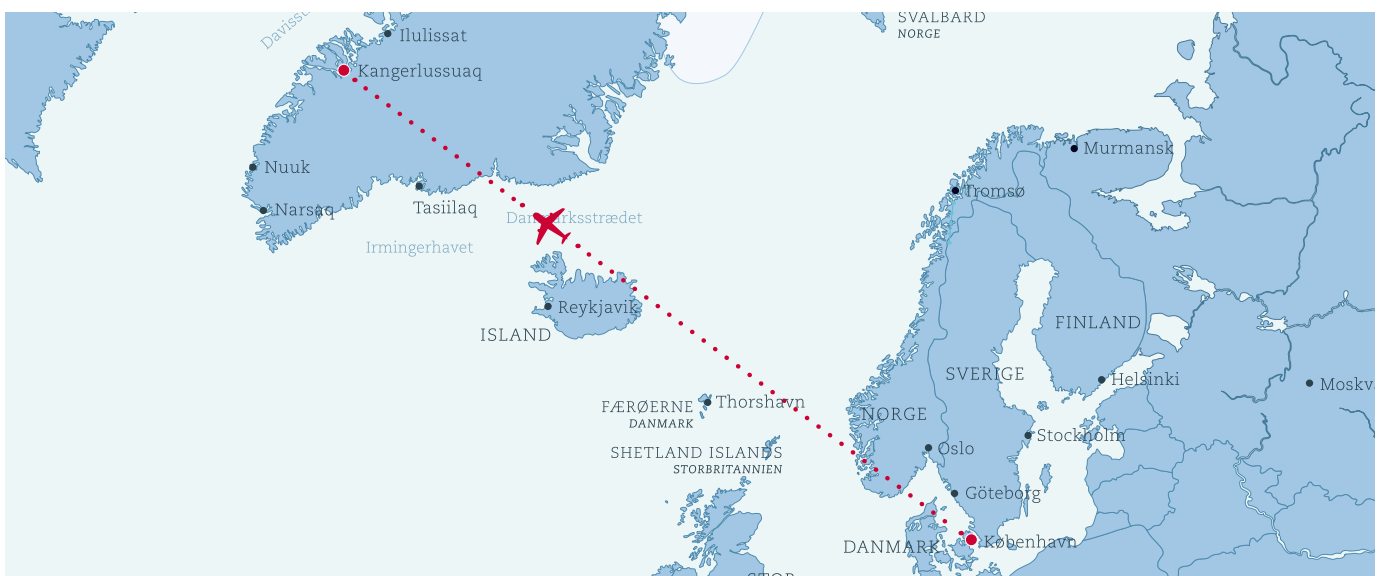 SVALBARD
NORGE
Ilulissat
Kangerlussuaq
Nuuk
Murmansk
Tromsø
Narsaq
Tasiilaq
Danmarksstrædet
Irmingerhavet
Reykjavik
ISLAND
FINLAND
SVERIGE
Helsinki
FÆRØERNE
DANMARK
Thorshavn
NORGE
Stockholm
Oslo
SHETLAND ISLANDS
STORBRITANNIEN
Göteborg
DANMARK
København